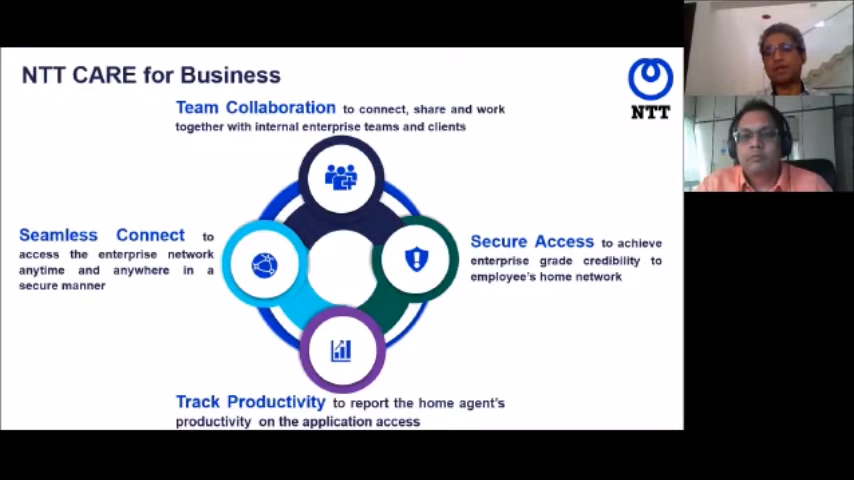 NTT CARE for Business
NTT
Team Collaboration to connect, share and work
together with internal enterprise teams and clients
Seamless Connect to
access the enterprise network
anytime and anywhere in a
secure manner
Secure Access to achieve
enterprise grade credibility to
employee's home network
Track Productivity to report the home agent's
productivity on the application access